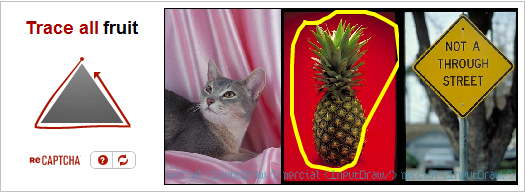 Trace all fruit
NOT A
THROUGH
STREET
RECAPTCHA
?